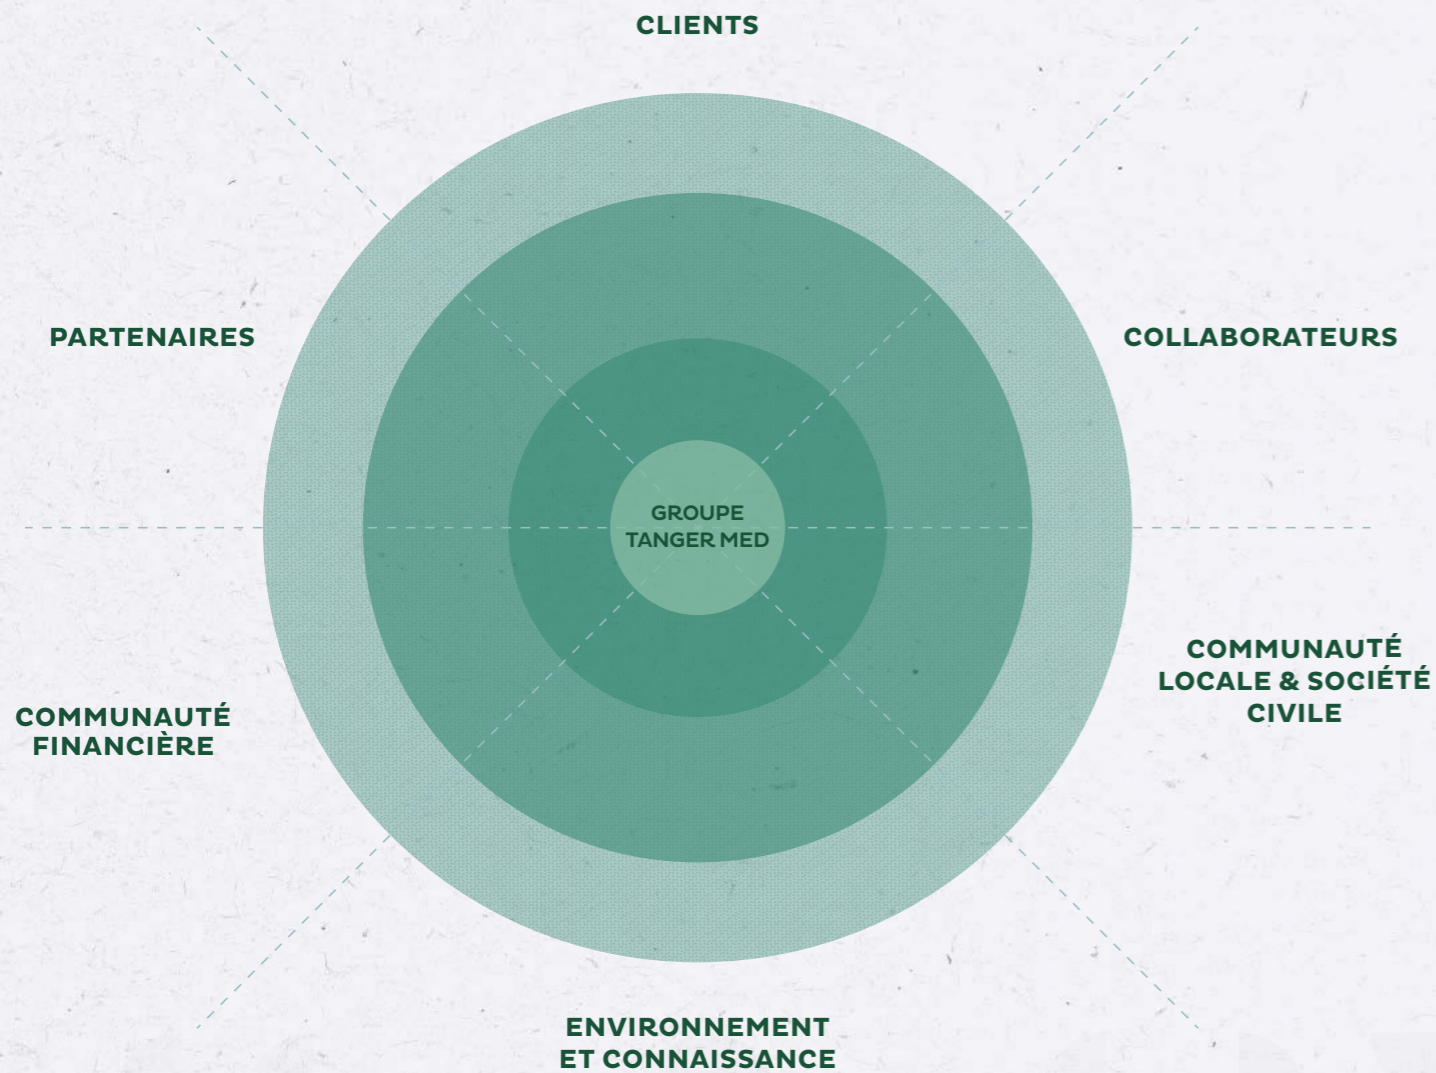 CLIENTS
PARTENAIRES
COLLABORATEURS
GROUPE
TANGER MED
COMMUNAUTÉ
LOCALE & SOCIÉTÉ
CIVILE
COMMUNAUTÉ
FINANCIÈRE
ENVIRONNEMENT
ET CONNAISSANCE